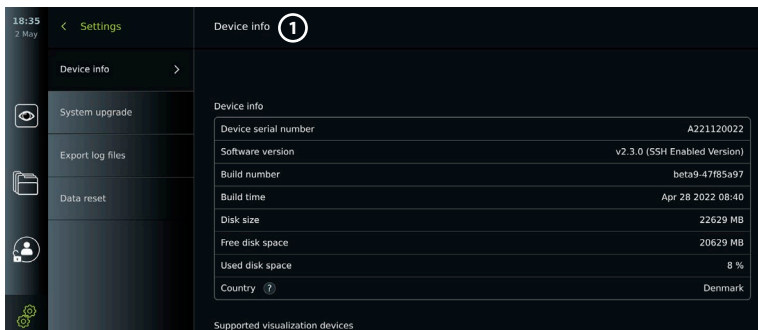 18:35
2 May
Settings
Device info 1
Device info
System upgrade
Export log files
Data reset
Device info
Device serial number A221120022
Software version v2.3.0 (SSH Enabled Version)
Build number beta9-47f85a97
Build time Apr 28 2022 08:40
Disk size 22629 MB
Free disk space 20629 MB
Used disk space 8 %
Country ? Denmark
Supported visualization devices